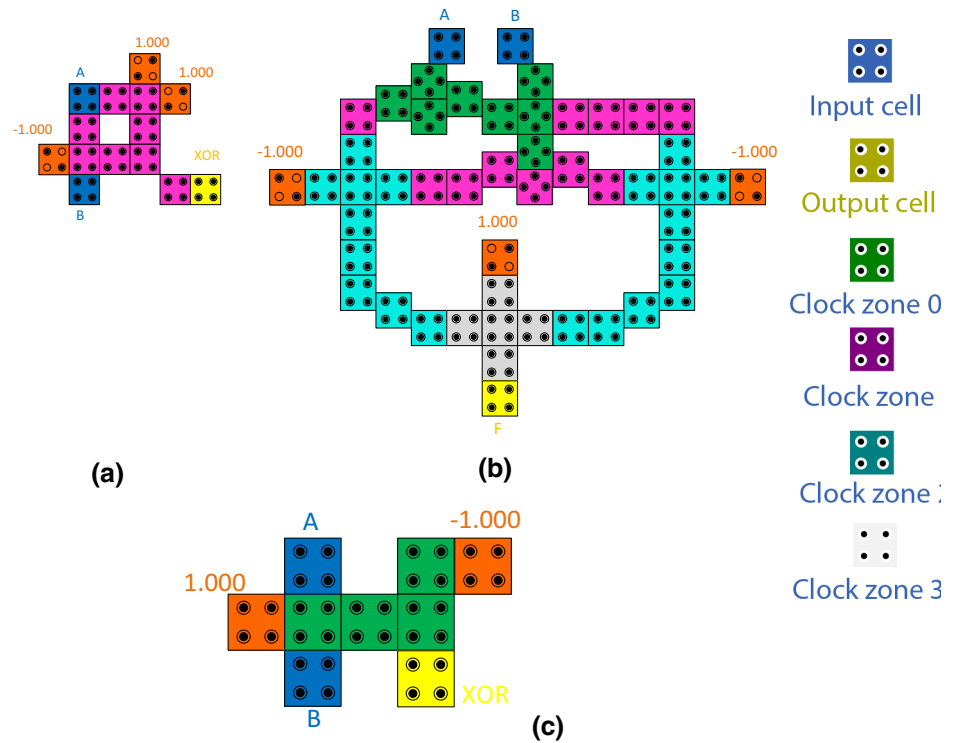 1.000
A
1.000
-1.000
XOR
B
(a)
A
B
-1.000
-1.000
1.000
F
(b)
A
-1.000
1.000
XOR
B
(c)
Input cell
Output cell
Clock zone 0
Clock zone
Clock zone 2
Clock zone 3